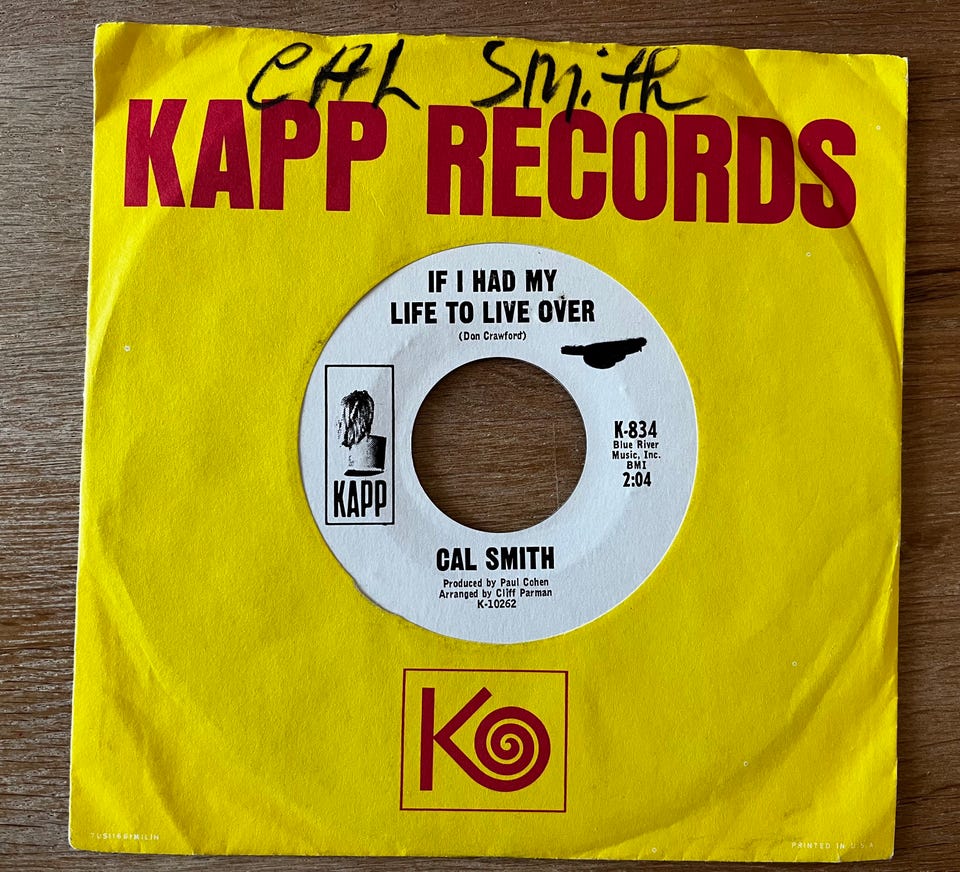 CAL Smith
KAPP RECORDS
IF I HAD MY
LIFE TO LIVE OVER
(Don Crawford)
KAPP
K-834
Blue River
Music, Inc.
BMI
2:04
CAL SMITH
Produced by Paul Cohen
Arranged by Cliff Parman
K-10262
K
PRINTED IN U.S.A.